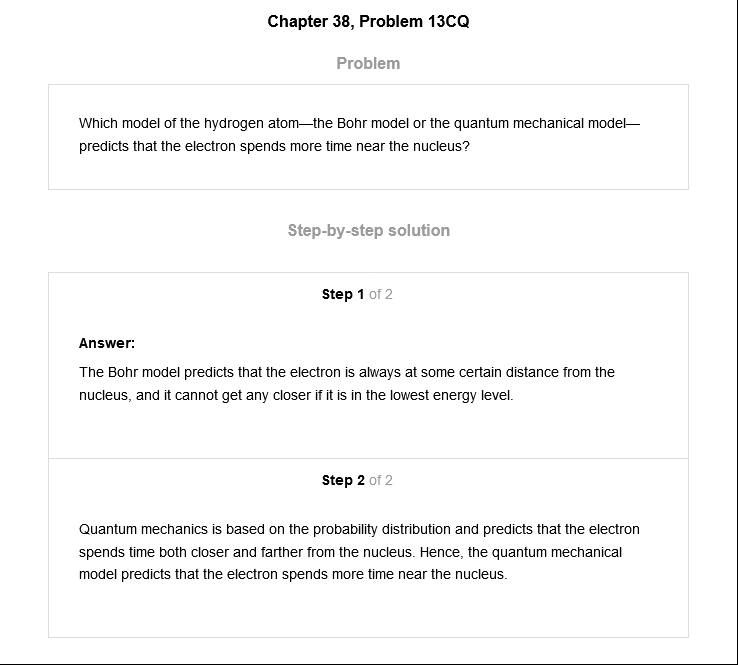 Chapter 38, Problem 13CQ
Problem
Which model of the hydrogen atom—the Bohr model or the quantum mechanical model—
predicts that the electron spends more time near the nucleus?
Step-by-step solution
Step 1 of 2
Answer:
The Bohr model predicts that the electron is always at some certain distance from the
nucleus, and it cannot get any closer if it is in the lowest energy level.
Step 2 of 2
Quantum mechanics is based on the probability distribution and predicts that the electron
spends time both closer and farther from the nucleus. Hence, the quantum mechanical
model predicts that the electron spends more time near the nucleus.